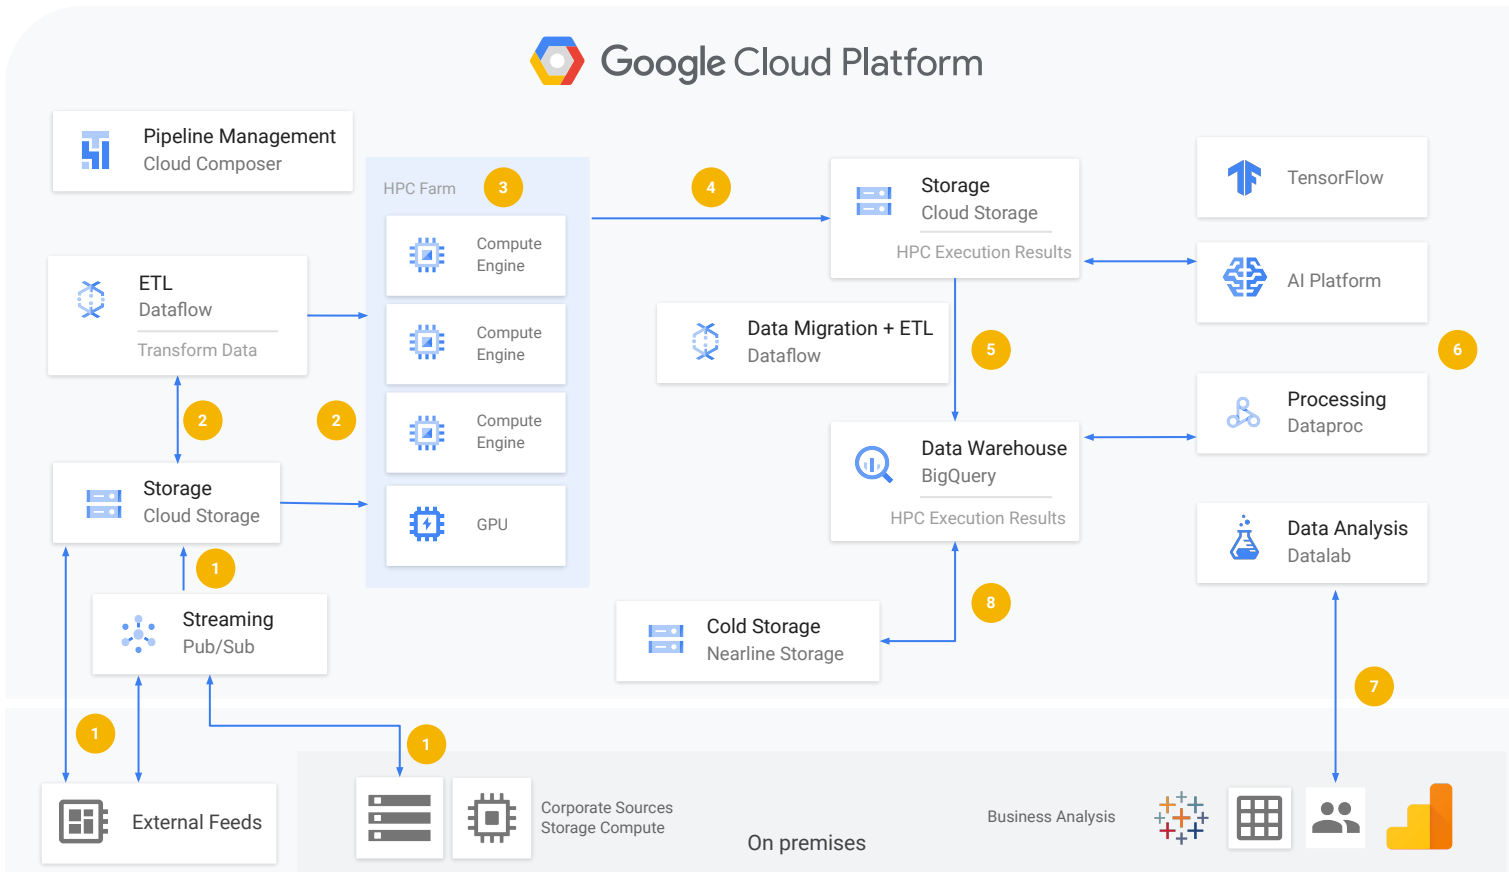 Google Cloud Platform
Pipeline Management
Cloud Composer
HPC Farm
3
4
Storage
Cloud Storage
HPC Execution Results
TensorFlow
Compute
Engine
ETL
Dataflow
Transform Data
AI Platform
Compute
Engine
Data Migration + ETL
Dataflow
5
6
2
2
Compute
Engine
Data Warehouse
BigQuery
HPC Execution Results
Processing
Dataproc
Storage
Cloud Storage
GPU
Data Analysis
Datalab
1
Streaming
Pub/Sub
Cold Storage
Nearline Storage
8
7
1
1
External Feeds
Corporate Sources
Storage Compute
On premises
Business Analysis